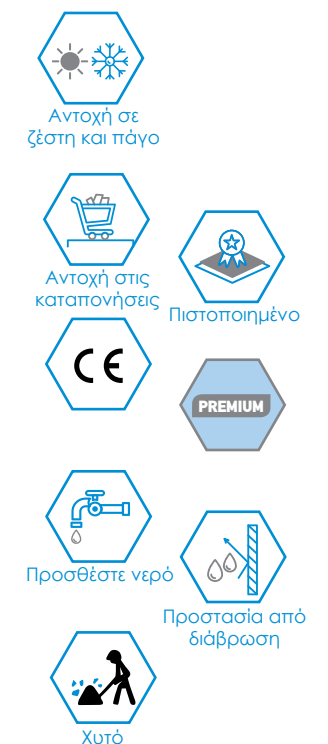 Αντοχή σε
ζέστη και πάγο
Αντοχή στις
καταπονήσεις
Πιστοποιημένο
CE
PREMIUM
Προσθέστε νερό
Προστασία από
διάβρωση
Χυτό